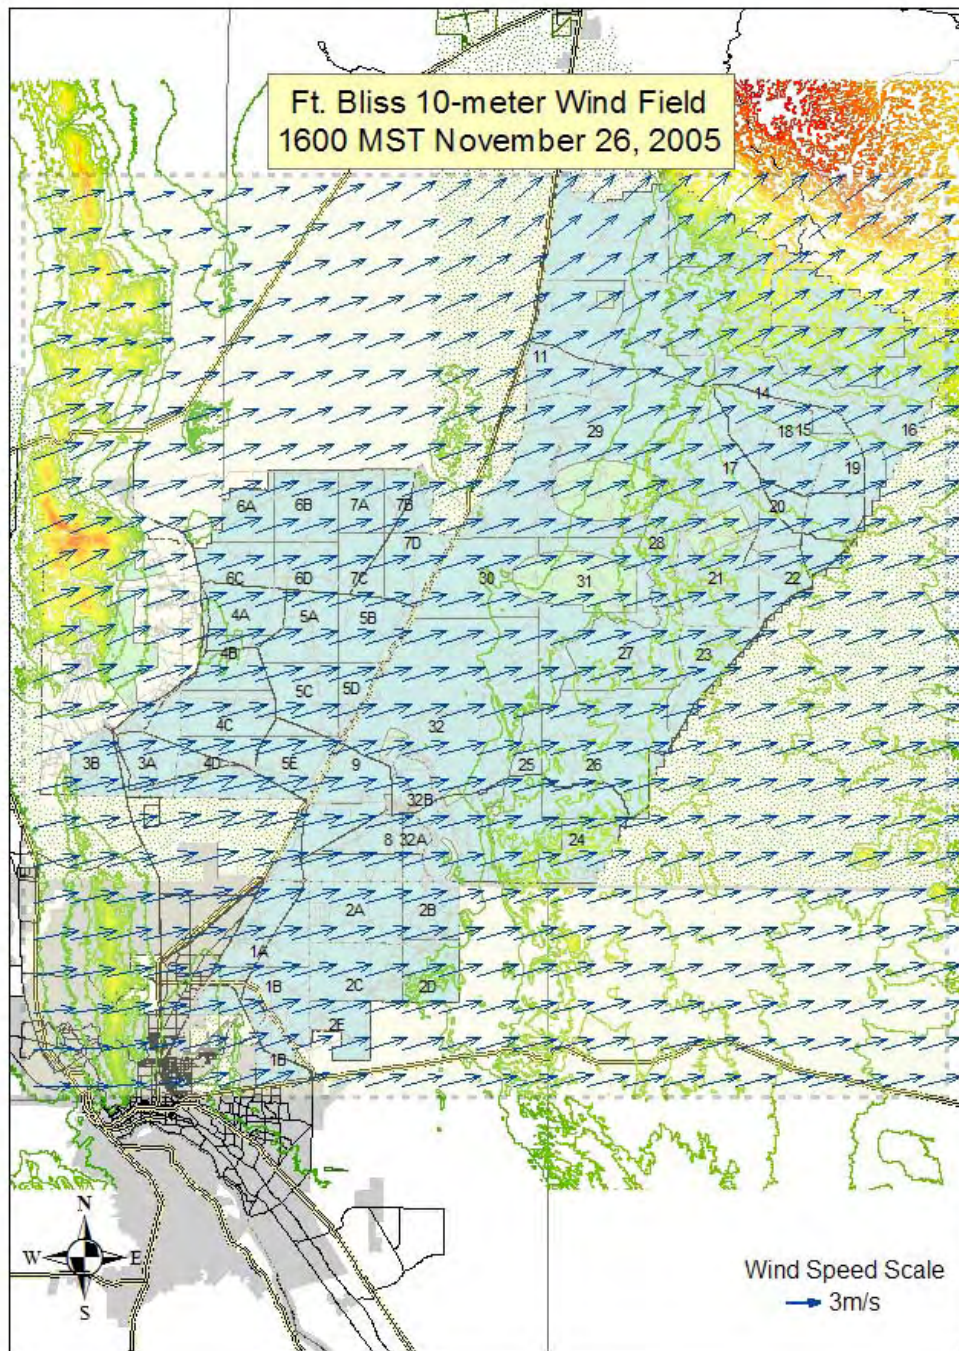 Ft. Bliss 10-meter Wind Field
1600 MST November 26, 2005
11
14
29
18 15
16
17
19
6A
6B
7A
7B
20
7D
28
6C
6D
7C
30
31
21
22
4A
5A
5B
4B
27
23
5C
5D
4C
32
3B
3A
4D
5E
9
25
26
32B
8
32A
24
2A
2B
1A
1B
2C
2D
2E
1B
N
W
E
S
Wind Speed Scale
3m/s